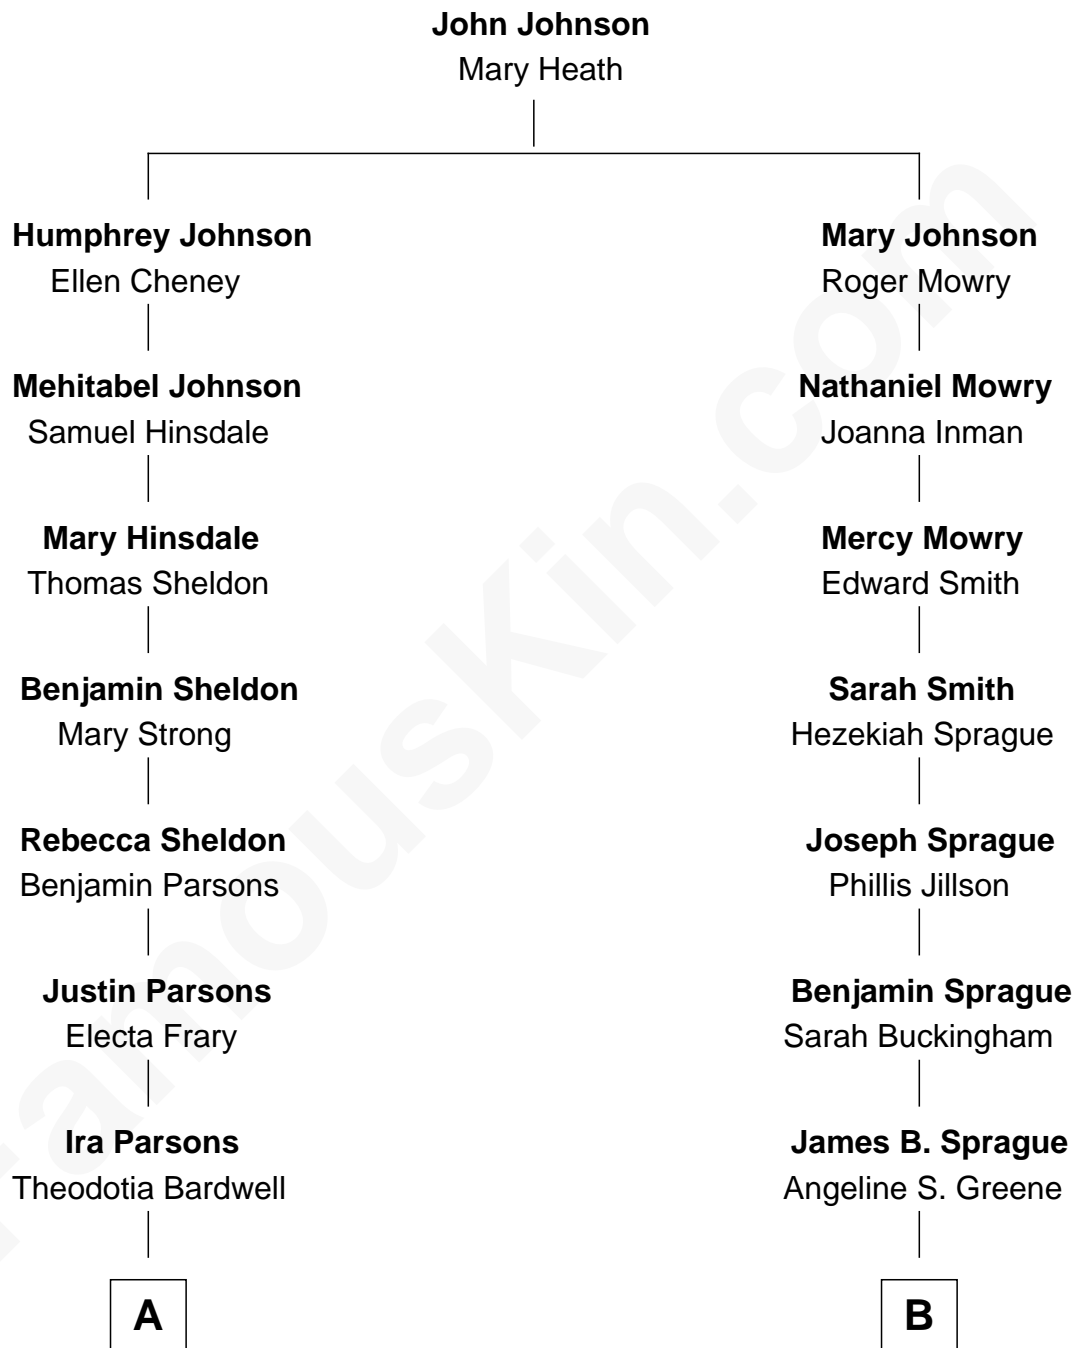 John Johnson
Mary Heath
Humphrey Johnson
Ellen Cheney
Mary Johnson
Roger Mowry
Mehitabel Johnson
Samuel Hinsdale
Nathaniel Mowry
Joanna Inman
Mary Hinsdale
Thomas Sheldon
Mercy Mowry
Edward Smith
Benjamin Sheldon
Mary Strong
Sarah Smith
Hezekiah Sprague
Rebecca Sheldon
Benjamin Parsons
Joseph Sprague
Phillis Jillson
Justin Parsons
Electa Frary
Benjamin Sprague
Sarah Buckingham
Ira Parsons
Theodotia Bardwell
James B. Sprague
Angeline S. Greene
A
B
FamousKin.com